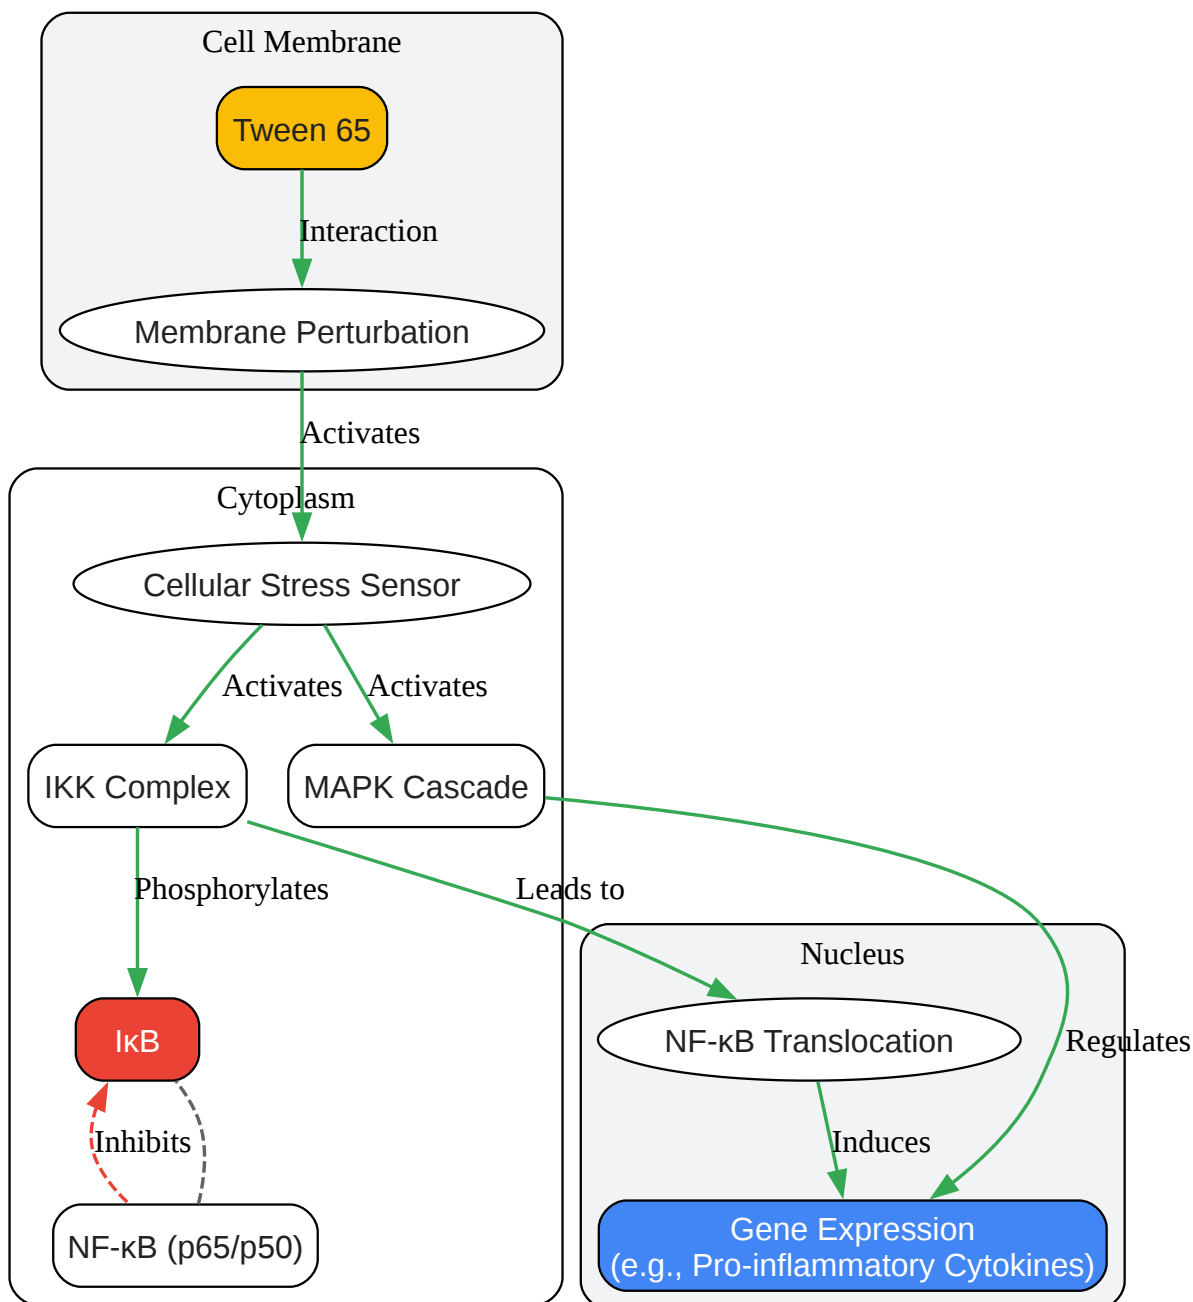 Cell Membrane
Tween 65
Interaction
Membrane Perturbation
Activates
Cytoplasm
Cellular Stress Sensor
Activates
Activates
IKK Complex
MAPK Cascade
Phosphorylates
Leads to
Nucleus
IκB
NF-κB Translocation
Regulates
Inhibits
Induces
NF-κB (p65/p50)
Gene Expression
(e.g., Pro-inflammatory Cytokines)